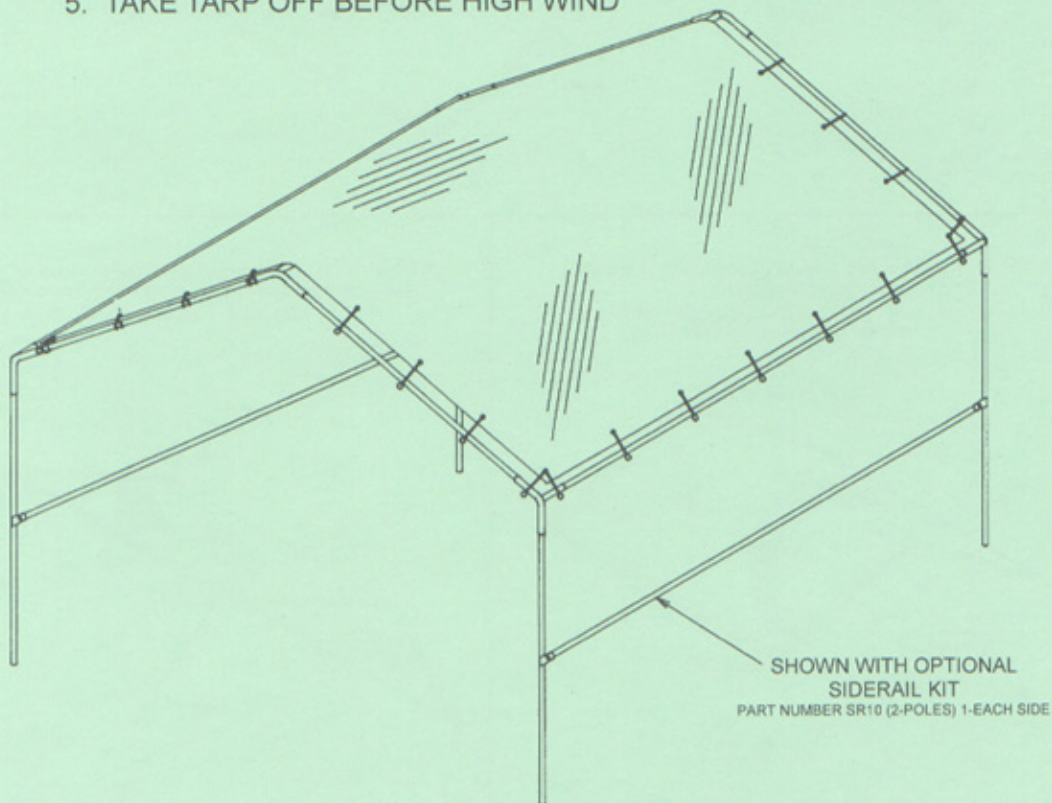 5. TAKE TARP OFF BEFORE HIGH WIND
SHOWN WITH OPTIONAL
SIDERAIL KIT
PART NUMBER SR10 (2-POLES) 1-EACH SIDE